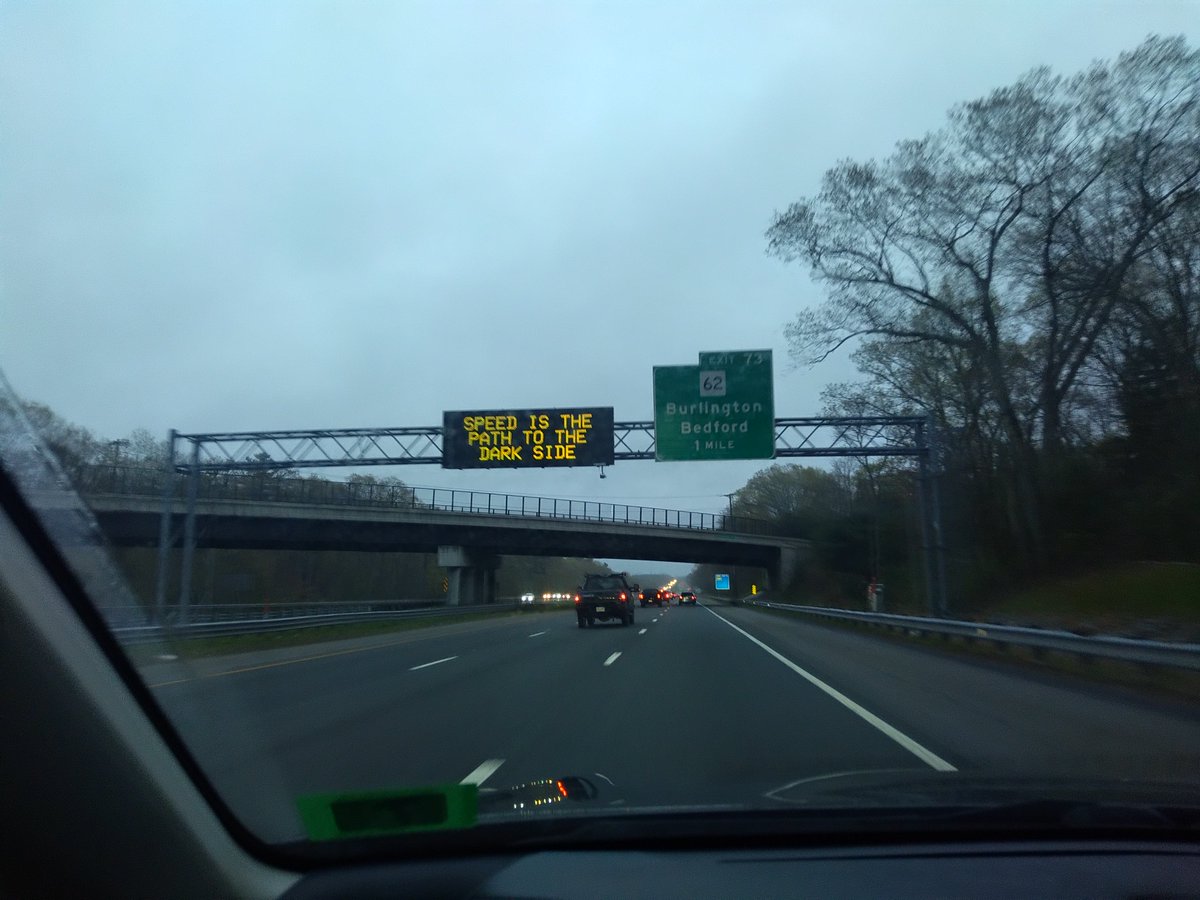 SPEED IS THE
PATH TO THE
DARK SIDE
EXIT 73
62
Burlington
Bedford
1 MILE